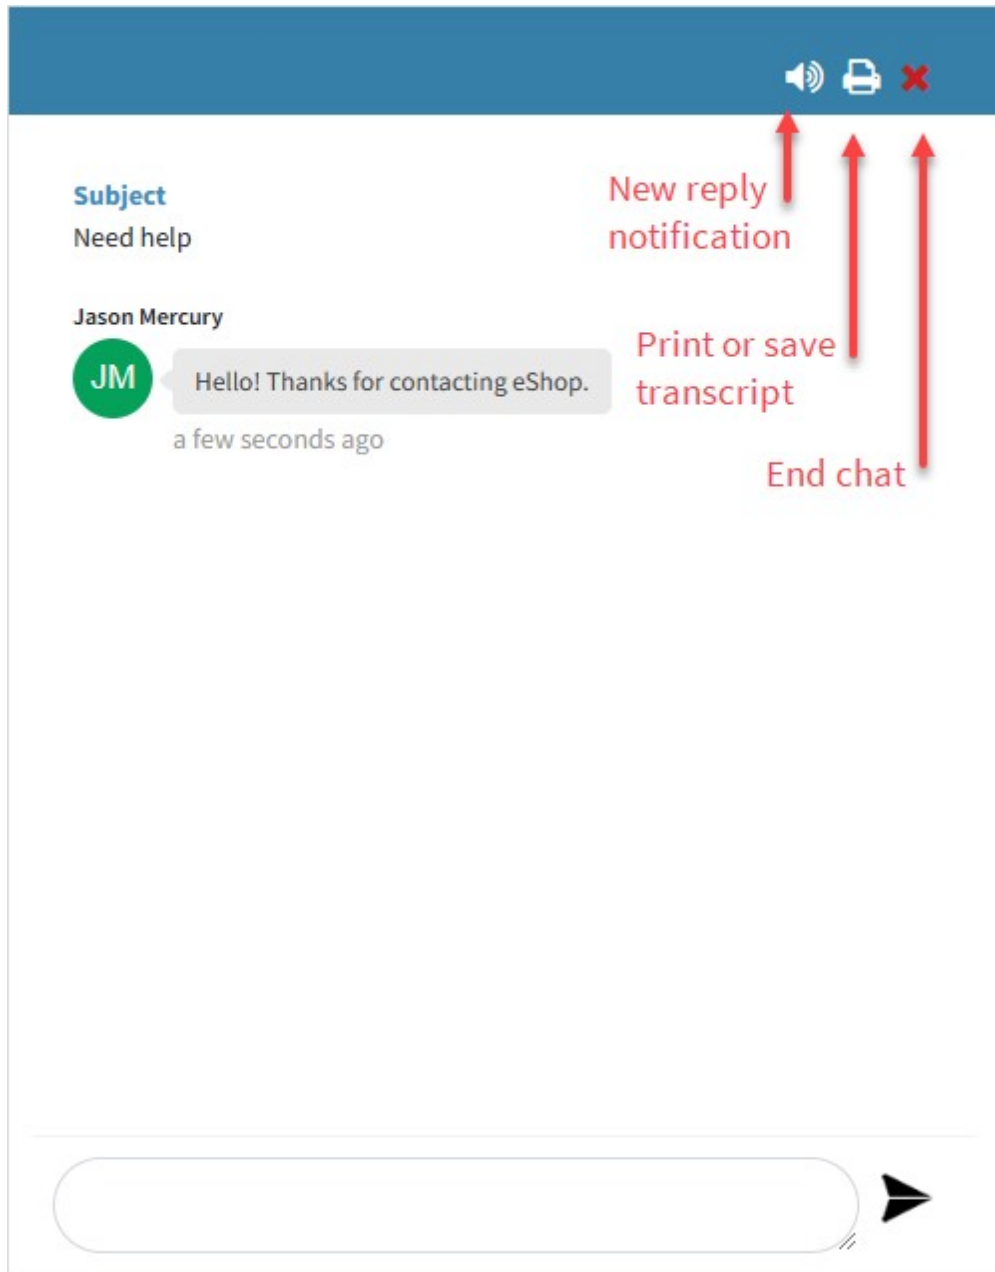 Subject
Need help
New reply
notification
Jason Mercury
JM
Hello! Thanks for contacting eShop.
a few seconds ago
Print or save
transcript
End chat